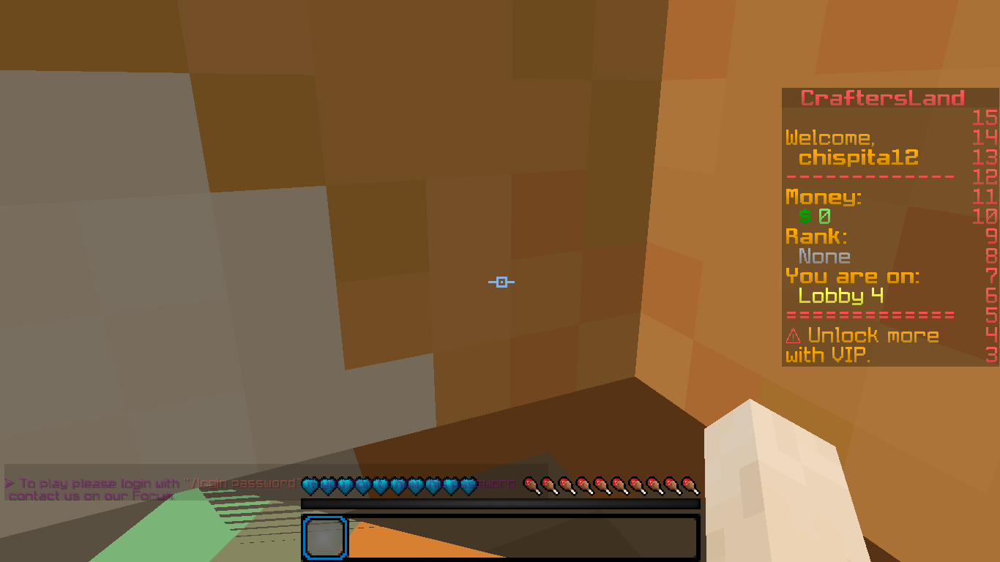 CraftersLand
15
Welcome, 14
chispita12 13
------------- 12
Money: 11
$ 0 10
Rank: 9
None 8
You are on: 7
Lobby 4 6
============= 5
⚠ Unlock more 4
with VIP. 3
> To play please login with "/login password" password
contact us on our Forum.